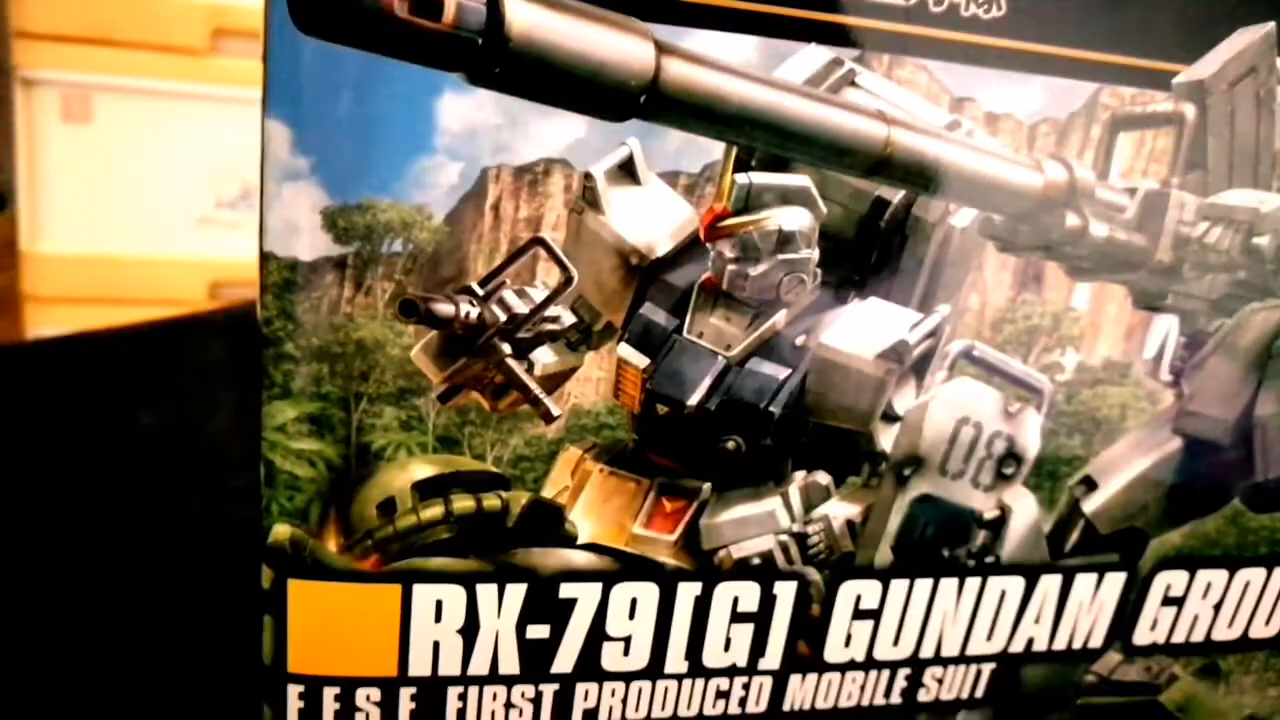 08
RX-79[G] GUNDAM GROU
E.F.S.F. FIRST PRODUCED MOBILE SUIT